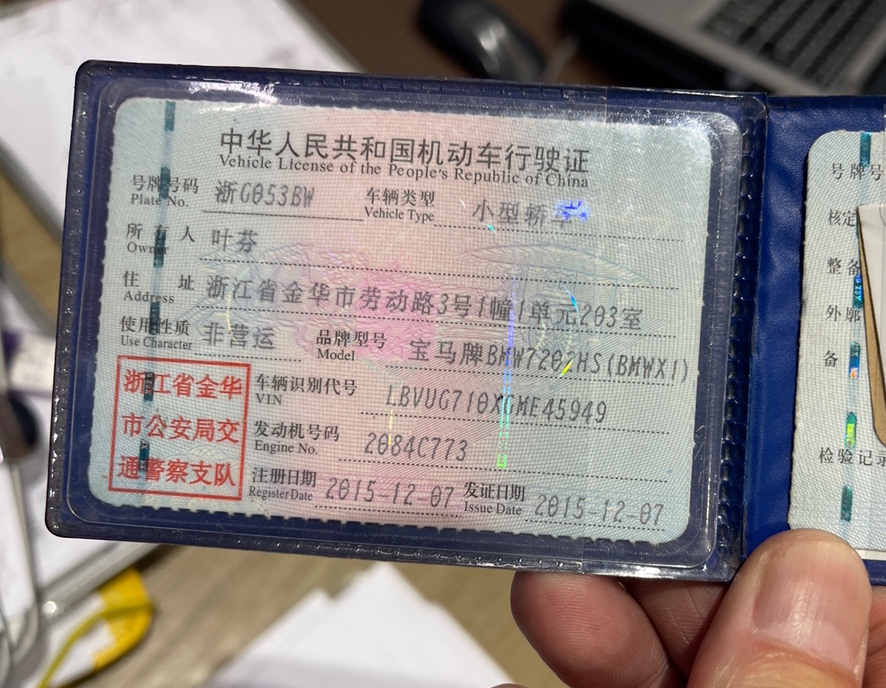 中华人民共和国机动车行驶证
Vehicle License of the People's Republic of China
号牌号码 浙G053BW 车辆类型 小型轿车
Plate No. Vehicle Type
所有人 叶芬
Owner
住址 浙江省金华市劳动路3号1幢1单元203室
Address
使用性质 非营运 品牌型号 宝马牌BMW7202HS(BMWX1)
Use Character Model
浙江省金华
市公安局交
通警察支队
车辆识别代号 LBVUG710XGME45949
VIN
发动机号码 2084C773
Engine No.
注册日期 2015-12-07 发证日期 2015-12-07
Register Date Issue Date
号牌号
核定
整备
外廓
备
检验记录